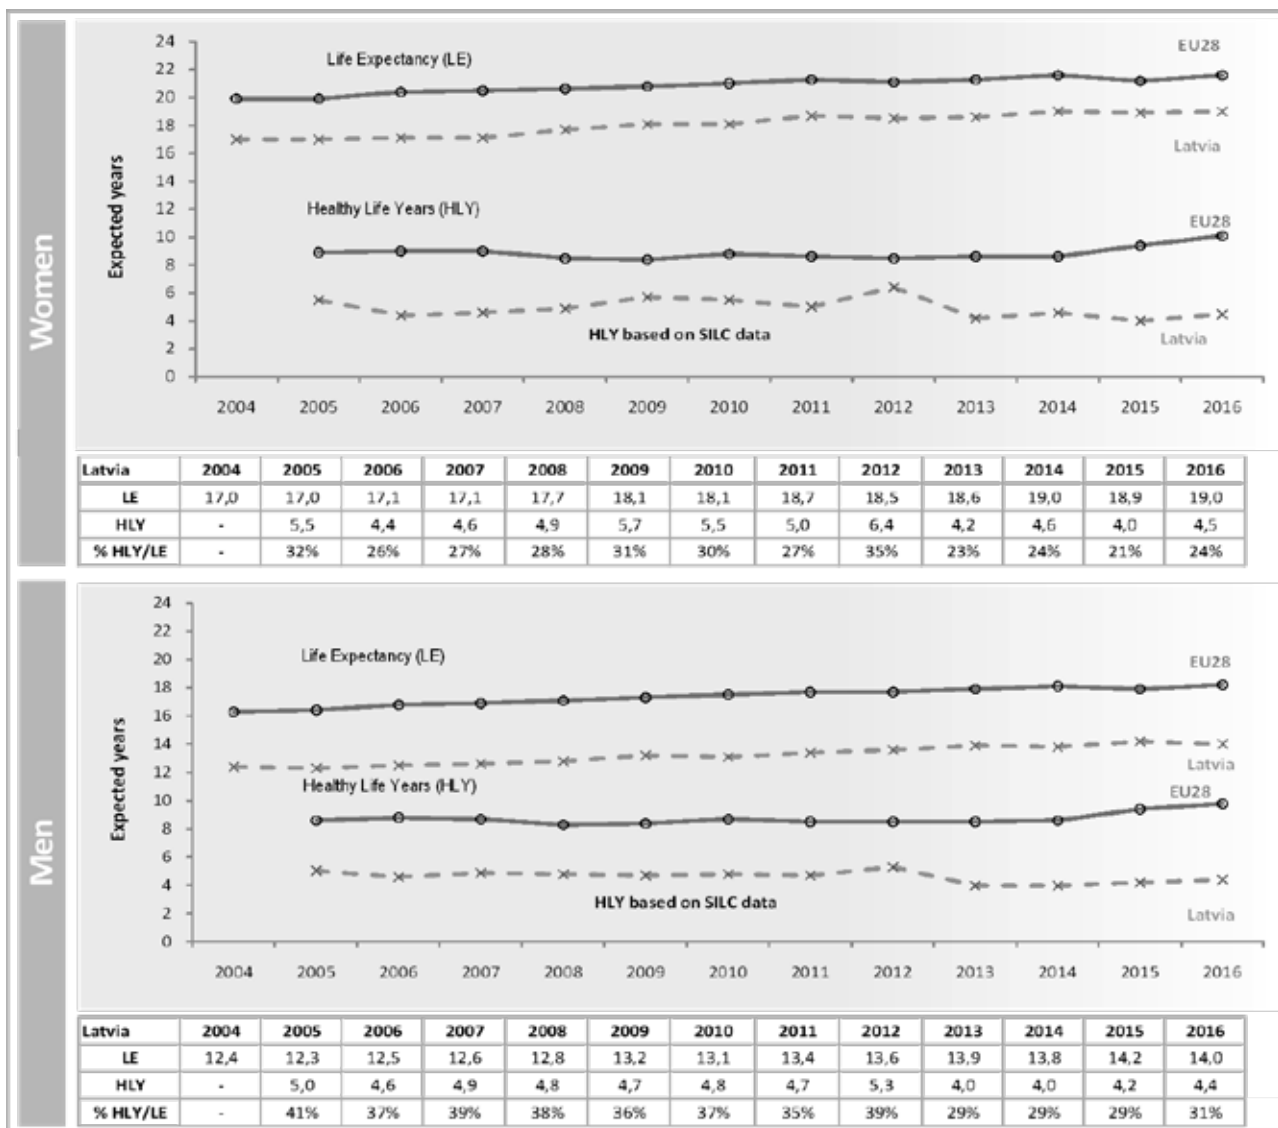 Women
24
Life Expectancy (LE)
EU28
22
20
18
Latvia
16
14
Expected years
12
Healthy Life Years (HLY)
EU28
10
8
6
4
HLY based on SILC data
Latvia
2
0
2004 2005 2006 2007 2008 2009 2010 2011 2012 2013 2014 2015 2016
Latvia 2004 2005 2006 2007 2008 2009 2010 2011 2012 2013 2014 2015 2016
LE 17,0 17,0 17,1 17,1 17,7 18,1 18,1 18,7 18,5 18,6 19,0 18,9 19,0
HLY - 5,5 4,4 4,6 4,9 5,7 5,5 5,0 6,4 4,2 4,6 4,0 4,5
% HLY/LE - 32% 26% 27% 28% 31% 30% 27% 35% 23% 24% 21% 24%
Men
24
22
20
Life Expectancy (LE)
EU28
18
16
14
12
Latvia
Expected years
Healthy Life Years (HLY)
EU28
10
8
6
4
HLY based on SILC data
2
Latvia
0
2004 2005 2006 2007 2008 2009 2010 2011 2012 2013 2014 2015 2016
Latvia 2004 2005 2006 2007 2008 2009 2010 2011 2012 2013 2014 2015 2016
LE 12,4 12,3 12,5 12,6 12,8 13,2 13,1 13,4 13,6 13,9 13,8 14,2 14,0
HLY - 5,0 4,6 4,9 4,8 4,7 4,8 4,7 5,3 4,0 4,0 4,2 4,4
% HLY/LE - 41% 37% 39% 38% 36% 37% 35% 39% 29% 29% 29% 31%